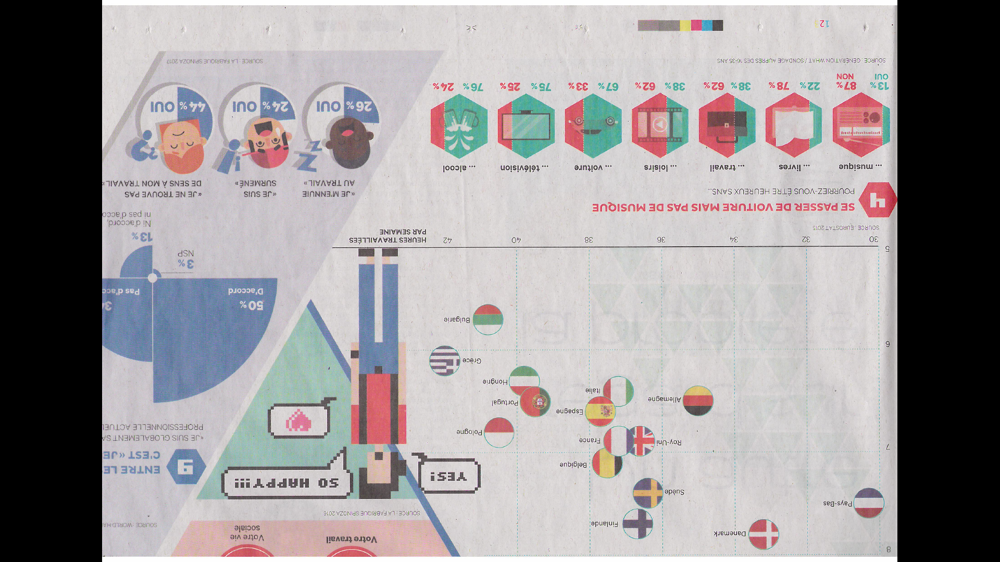 8
Danemark
Finlande
Pays-Bas
Suède
Belgique
Roy-Uni
France
7
Pologne
Espagne
Portugal
Allemagne
Italie
Hongrie
Grèce
6
Bulgarie
5
30 32 34 36 38 40 42
HEURES TRAVAILLÉES
PAR SEMAINE
SOURCE : EUROSTAT 2015
Votre travail
Votre vie
sociale
SOURCE : LA FABRIQUE SPINOZA 2016
YES!
SO HAPPY!!!
4
SE PASSER DE VOITURE MAIS PAS DE MUSIQUE
POURRIEZ-VOUS ÊTRE HEUREUX SANS...
... musique
... livres
... travail
... loisirs
... voiture
... télévision
... alcool
13% OUI
87% NON
22% 78%
38% 62%
38% 62%
67% 33%
75% 25%
76% 24%
SOURCE : GÉNÉRATION WHAT / SONDAGE AUPRÈS DES 16-35 ANS
12
SOURCE : WORLD HA
6
ENTRE LE
C'EST « JE
« JE SUIS GLOBALEMENT SA
PROFESSIONNELLE ACTUEL
50%
D'accord
Pas d'acco
3%
NSP
13%
Ni d'accord,
ni pas d'acco
« JE M'ENNUIE
AU TRAVAIL »
« JE SUIS
SURMENÉ »
« JE NE TROUVE PAS
DE SENS À MON TRAVAIL »
26% OUI
24% OUI
44% OUI
SOURCE : LA FABRIQUE SPINOZA 2017